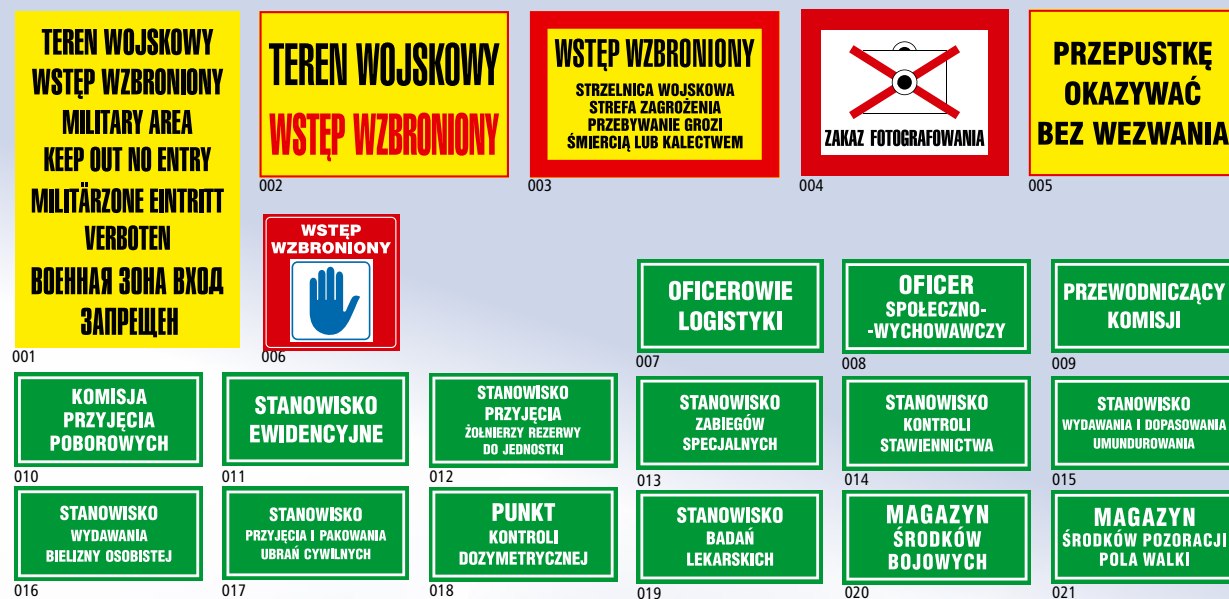 TEREN WOJSKOWY
WSTĘP WZBRONIONY
MILITARY AREA
KEEP OUT NO ENTRY
MILITÄRZONE EINTRITT
VERBOTEN
ВОЕННАЯ ЗОНА ВХОД
ЗАПРЕЩЕН
001
TEREN WOJSKOWY
WSTĘP WZBRONIONY
002
WSTĘP WZBRONIONY
STRZELNICA WOJSKOWA
STREFA ZAGROŻENIA
PRZEBYWANIE GROZI
ŚMIERCIĄ LUB KALECTWEM
003
ZAKAZ FOTOGRAFOWANIA
004
PRZEPUSTKĘ
OKAZYWAĆ
BEZ WEZWANIA
005
WSTĘP
WZBRONIONY
006
OFICEROWIE
LOGISTYKI
007
OFICER
SPOŁECZNO-
-WYCHOWAWCZY
008
PRZEWODNICZĄCY
KOMISJI
009
KOMISJA
PRZYJĘCIA
POBOROWYCH
010
STANOWISKO
EWIDENCYJNE
011
STANOWISKO
PRZYJĘCIA
ŻOŁNIERZY REZERWY
DO JEDNOSTKI
012
STANOWISKO
ZABIEGÓW
SPECJALNYCH
013
STANOWISKO
KONTROLI
STAWIENNICTWA
014
STANOWISKO
WYDAWANIA I DOPASOWANIA
UMUNDUROWANIA
015
STANOWISKO
WYDAWANIA
BIELIZNY OSOBISTEJ
016
STANOWISKO
PRZYJĘCIA I PAKOWANIA
UBRAŃ CYWILNYCH
017
PUNKT
KONTROLI
DOZYMETRYCZNEJ
018
STANOWISKO
BADAŃ
LEKARSKICH
019
MAGAZYN
ŚRODKÓW
BOJOWYCH
020
MAGAZYN
ŚRODKÓW POZORACJI
POLA WALKI
021